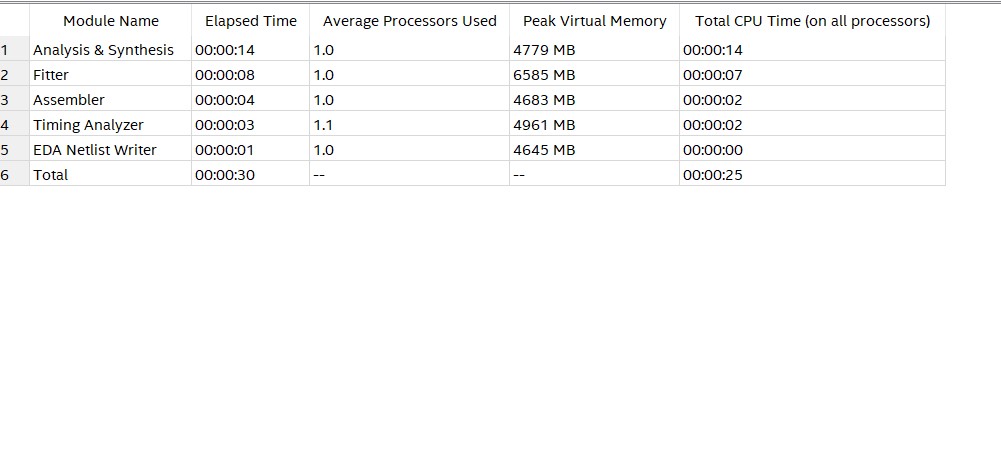 Module Name Elapsed Time Average Processors Used Peak Virtual Memory Total CPU Time (on all processors)
1 Analysis & Synthesis 00:00:14 1.0 4779 MB 00:00:14
2 Fitter 00:00:08 1.0 6585 MB 00:00:07
3 Assembler 00:00:04 1.0 4683 MB 00:00:02
4 Timing Analyzer 00:00:03 1.1 4961 MB 00:00:02
5 EDA Netlist Writer 00:00:01 1.0 4645 MB 00:00:00
6 Total 00:00:30 -- -- 00:00:25